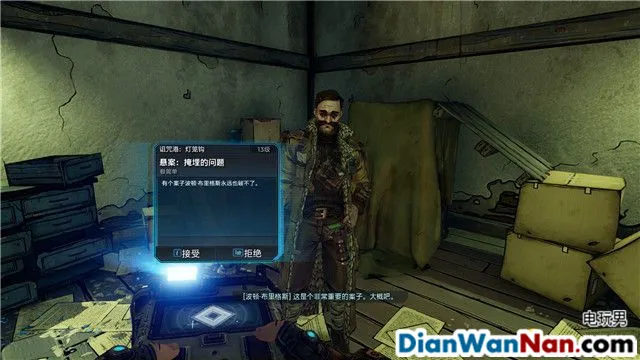 诅咒港：灯笼钩 13级
悬案：掩埋的问题
极简单
有个案子波顿·布里格斯永远也破不了。
接受
拒绝
[波顿·布里格斯] 这是个非常重要的案子。大概吧。
电玩男
DianWanNan.com